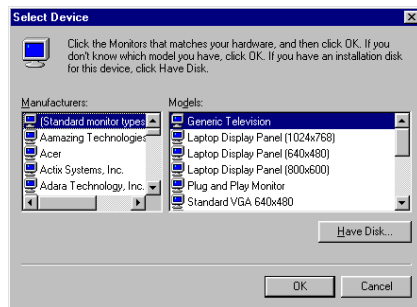 Select Device
Click the Monitors that matches your hardware, and then click OK. If you
don't know which model you have, click OK. If you have an installation disk
for this device, click Have Disk.
Manufacturers:
(Standard monitor types
Aamazing Technologies
Acer
Actix Systems, Inc.
Adara Technology, Inc.
Models:
Generic Television
Laptop Display Panel (1024x768)
Laptop Display Panel (640x480)
Laptop Display Panel (800x600)
Plug and Play Monitor
Standard VGA 640x480
Have Disk...
OK
Cancel